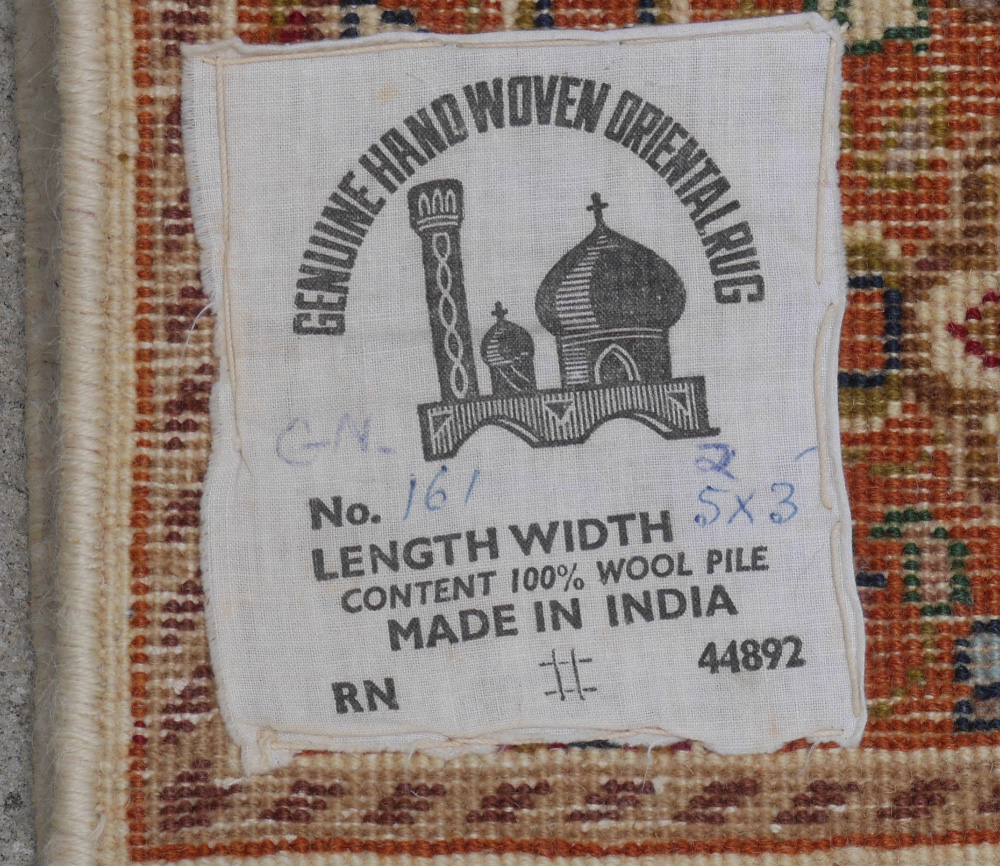 GENUINE HAND WOVEN ORIENTAL RUG
G-N.
2
No. 161
5x3
LENGTH WIDTH
CONTENT 100% WOOL PILE
MADE IN INDIA
RN # 44892